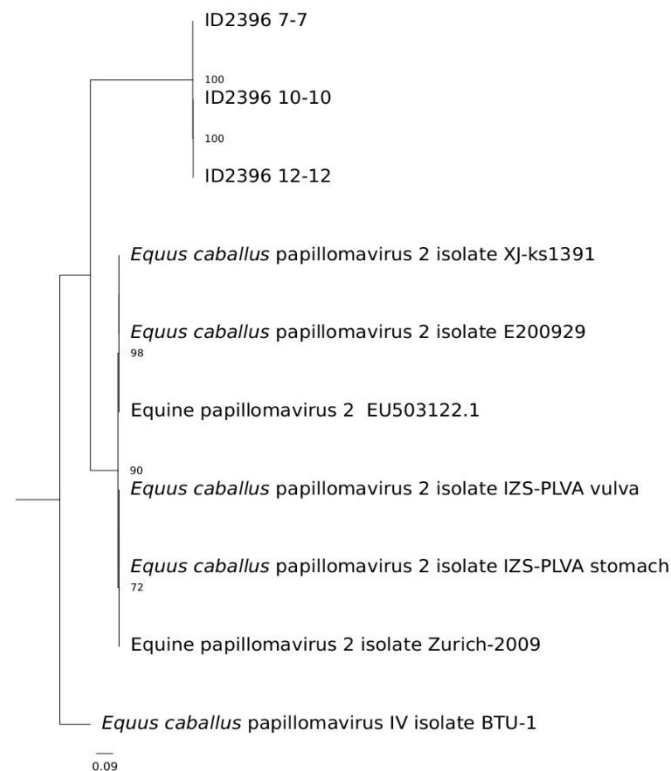 ID2396 7-7
100
ID2396 10-10
100
ID2396 12-12
Equus caballus papillomavirus 2 isolate XJ-ks1391
Equus caballus papillomavirus 2 isolate E200929
98
Equine papillomavirus 2  EU503122.1
90
Equus caballus papillomavirus 2 isolate IZS-PLVA vulva
Equus caballus papillomavirus 2 isolate IZS-PLVA stomach
72
Equine papillomavirus 2 isolate Zurich-2009
Equus caballus papillomavirus IV isolate BTU-1
0.09